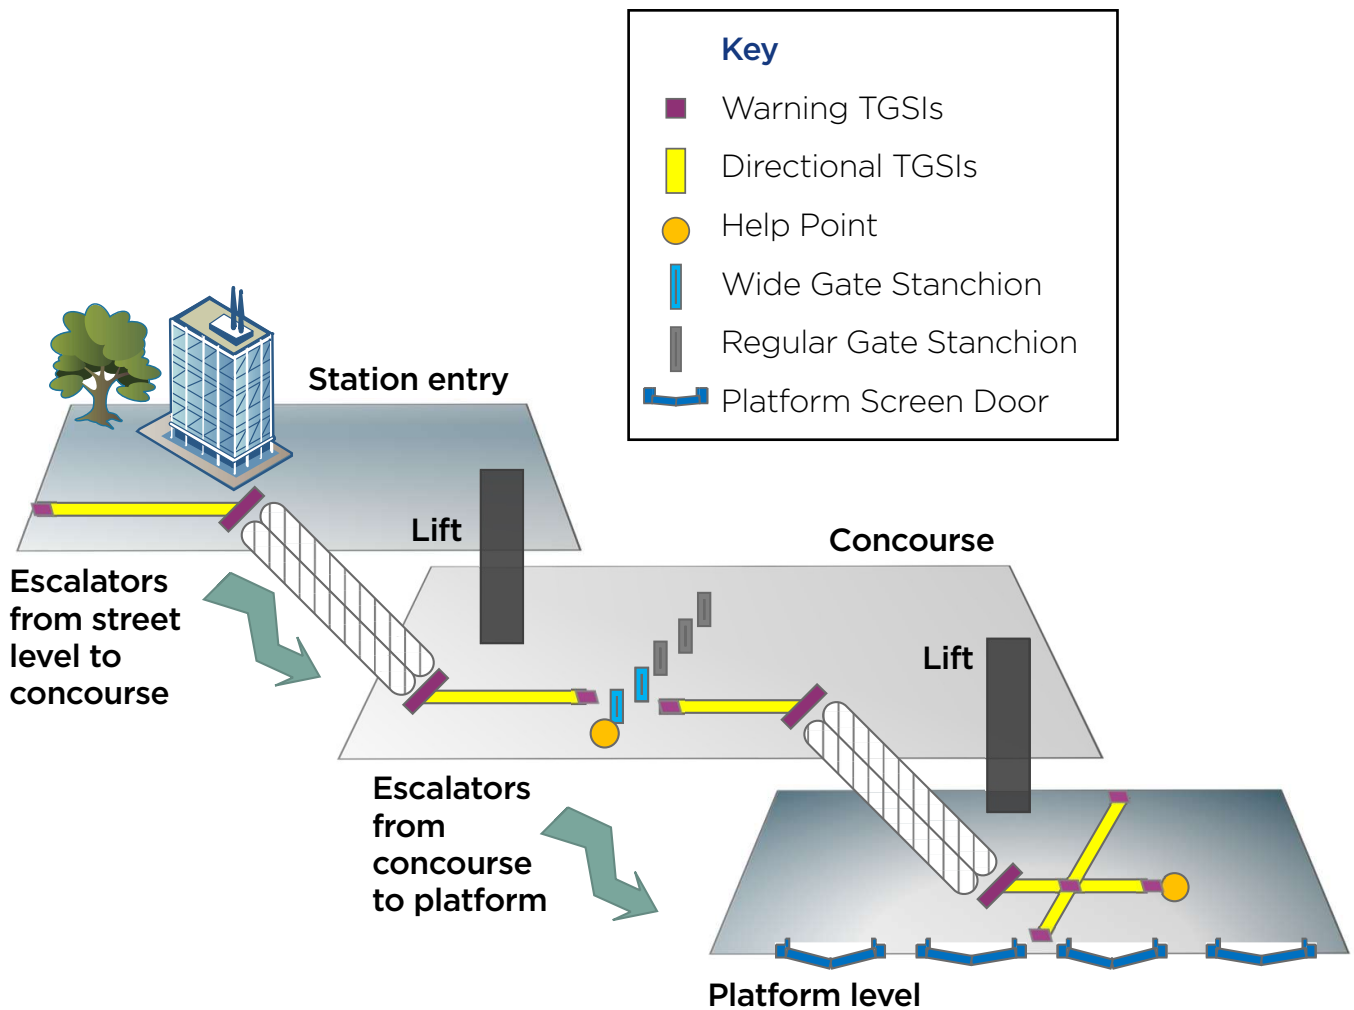 Key
Warning TGSIs
Directional TGSIs
Help Point
Wide Gate Stanchion
Regular Gate Stanchion
Platform Screen Door
Station entry
Lift
Concourse
Escalators
from street
level to
concourse
Lift
Escalators
from
concourse
to platform
Platform level